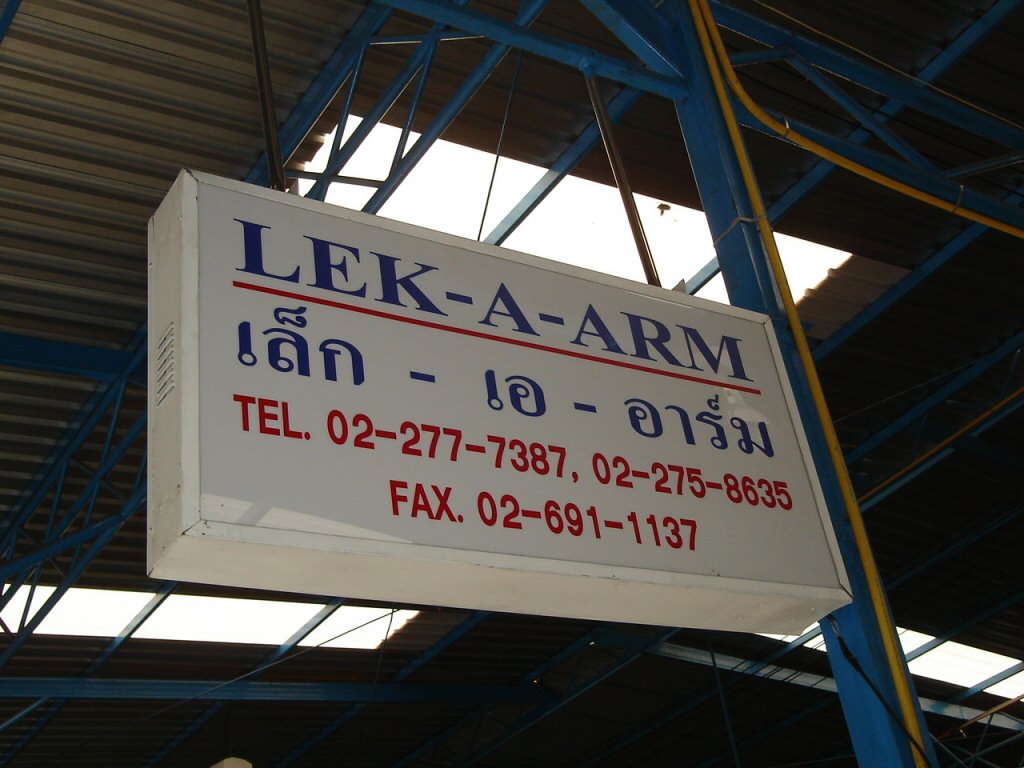 LEK-A-ARM
เล็ก - เอ - อาร์ม
TEL. 02-277-7387, 02-275-8635
FAX. 02-691-1137